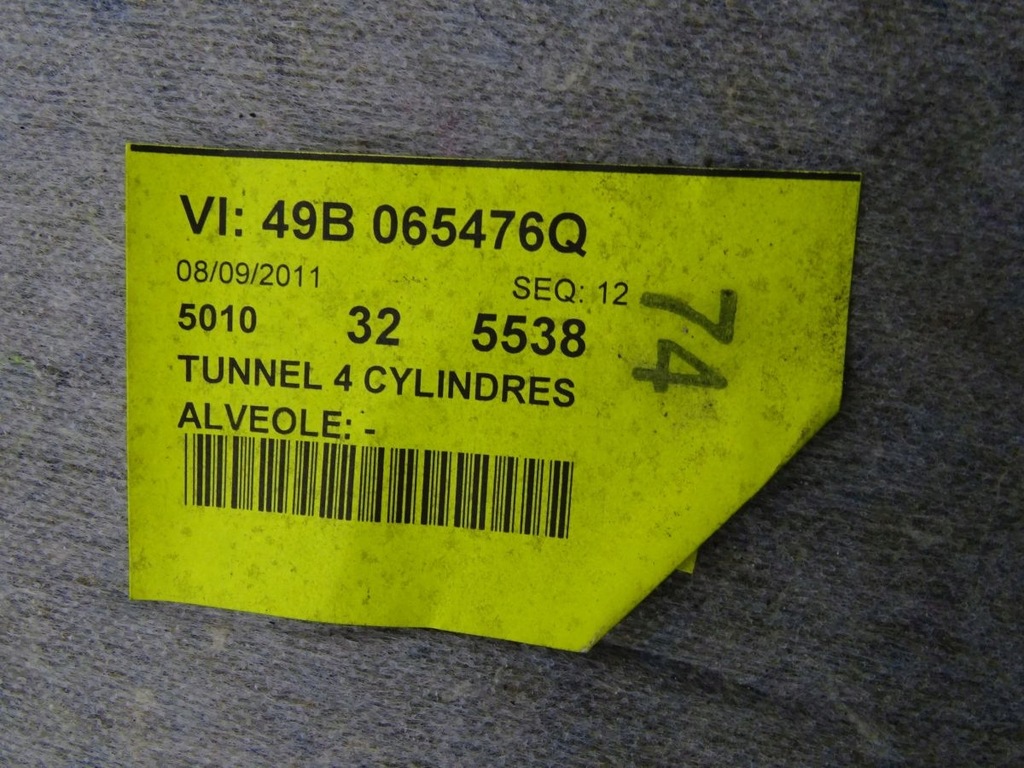 VI: 49B 065476Q
08/09/2011 SEQ: 12
5010 32 5538
TUNNEL 4 CYLINDRES
ALVEOLE: -
74